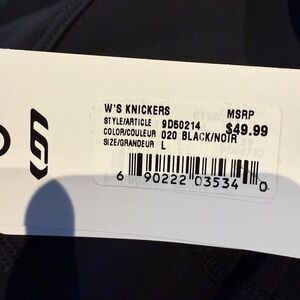 W'S KNICKERS MSRP
STYLE/ARTICLE 9D50214 $49.99
COLOR/COULEUR 020 BLACK/NOIR
SIZE/GRANDEUR L
6 90222 03534 0